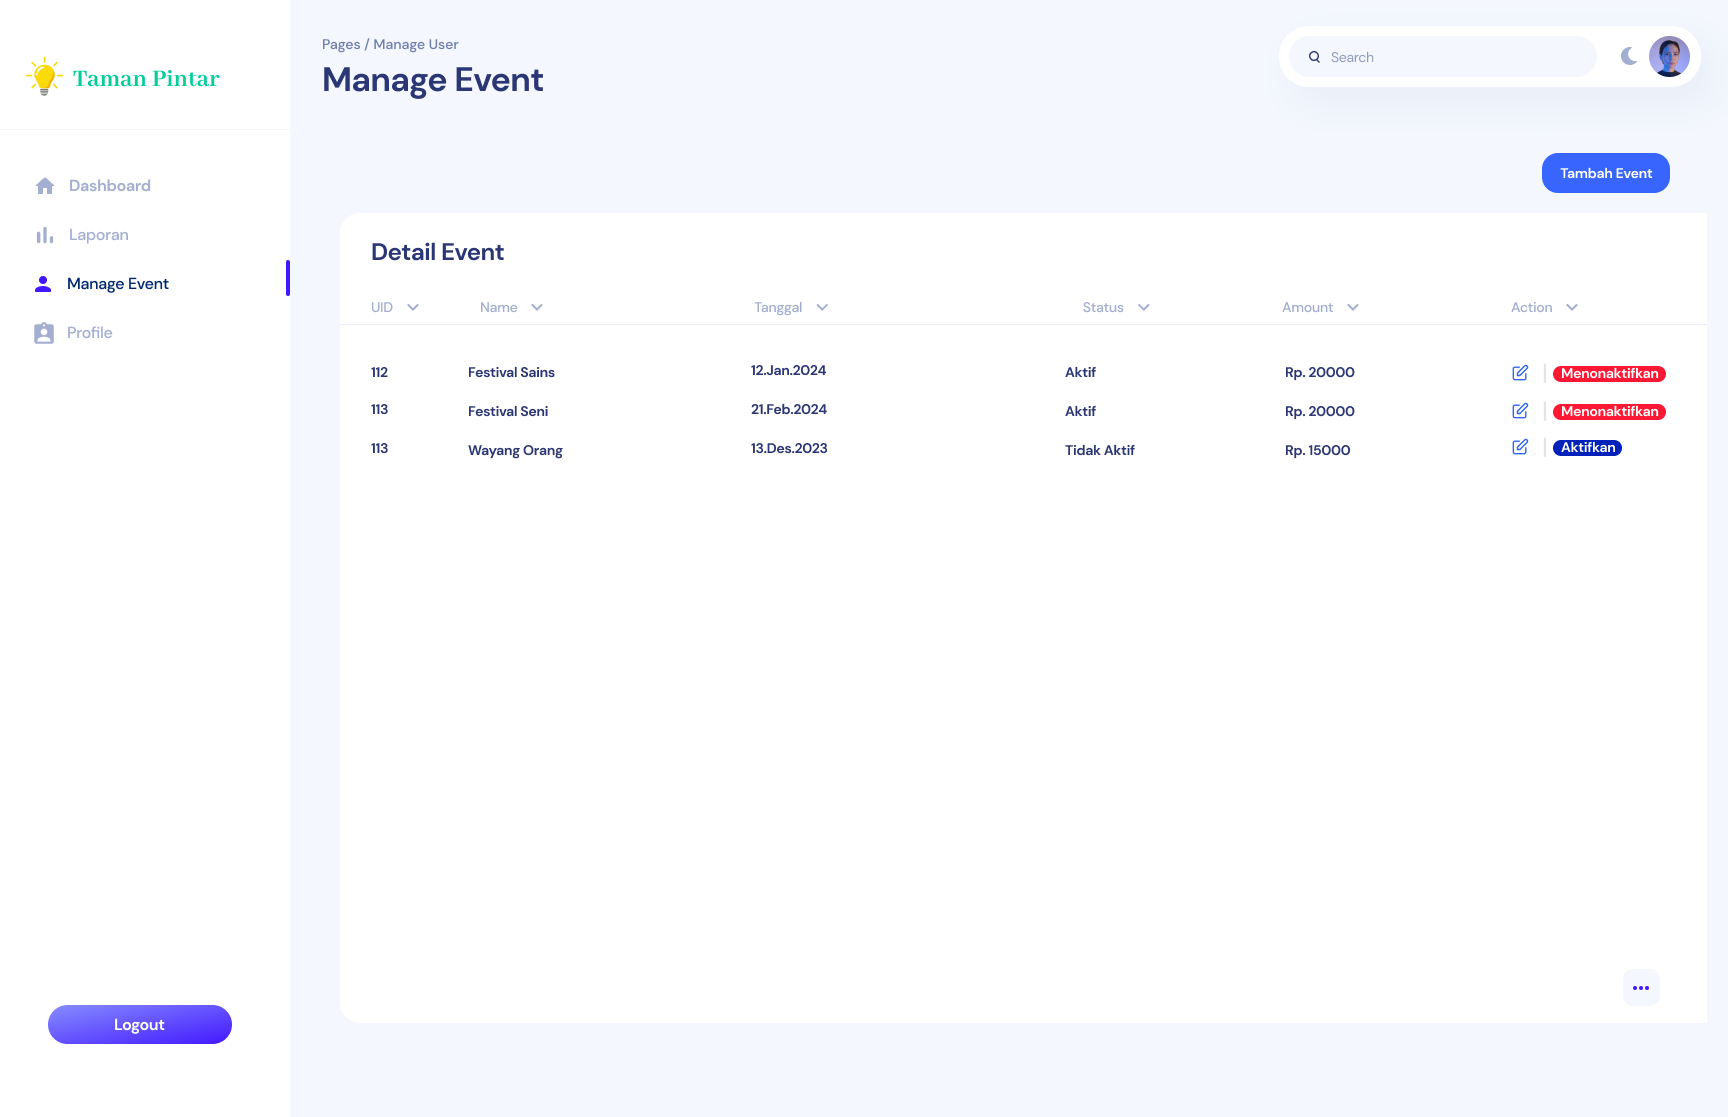 Taman Pintar
Dashboard
Laporan
Manage Event
Profile
Logout
Pages / Manage User
Manage Event
Search
Tambah Event
Detail Event
UID Name Tanggal Status Amount Action
112 Festival Sains 12.Jan.2024 Aktif Rp. 20000 Menonaktifkan
113 Festival Seni 21.Feb.2024 Aktif Rp. 20000 Menonaktifkan
113 Wayang Orang 13.Des.2023 Tidak Aktif Rp. 15000 Aktifkan